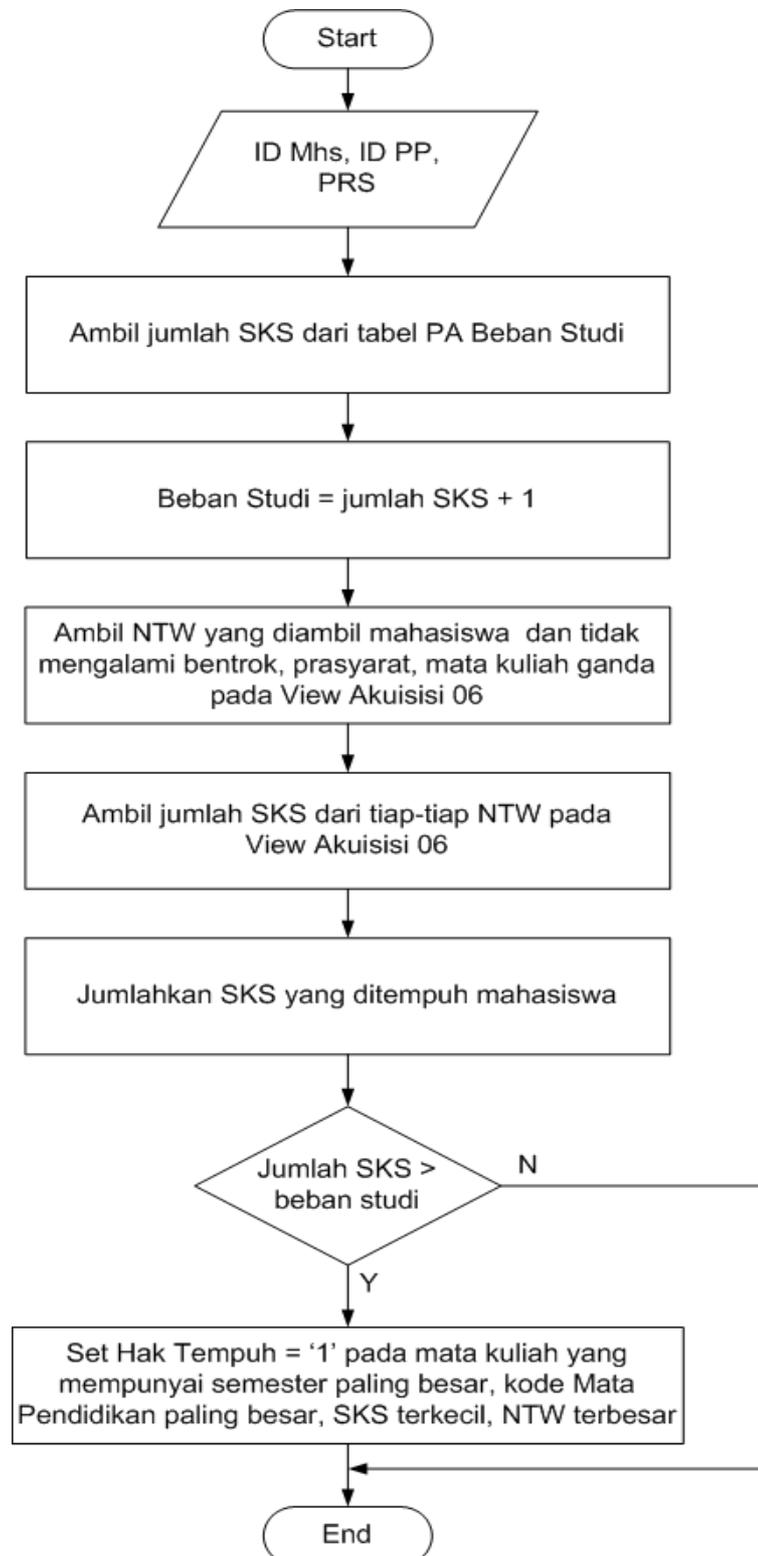 Start
ID Mhs, ID PP,
PRS
Ambil jumlah SKS dari tabel PA Beban Studi
Beban Studi = jumlah SKS + 1
Ambil NTW yang diambil mahasiswa dan tidak
mengalami bentrok, prasyarat, mata kuliah ganda
pada View Akuisisi 06
Ambil jumlah SKS dari tiap-tiap NTW pada
View Akuisisi 06
Jumlahkan SKS yang ditempuh mahasiswa
Jumlah SKS >
beban studi
N
Y
Set Hak Tempuh = ‘1’ pada mata kuliah yang
mempunyai semester paling besar, kode Mata
Pendidikan paling besar, SKS terkecil, NTW terbesar
End